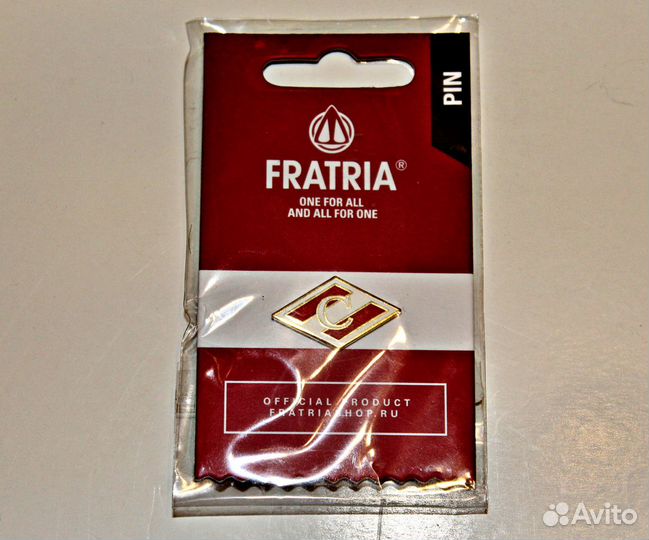 PIN
FRATRIA®
ONE FOR ALL
AND ALL FOR ONE
С
OFFICIAL PRODUCT
FRATRIASHOP.RU
Avito